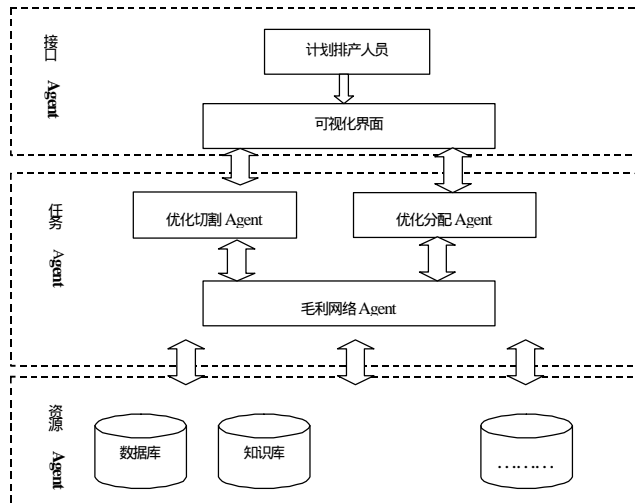 接口 Agent
计划排产人员
可视化界面
任务 Agent
优化切割 Agent
优化分配 Agent
毛利网络 Agent
资源 Agent
数据库
知识库
………